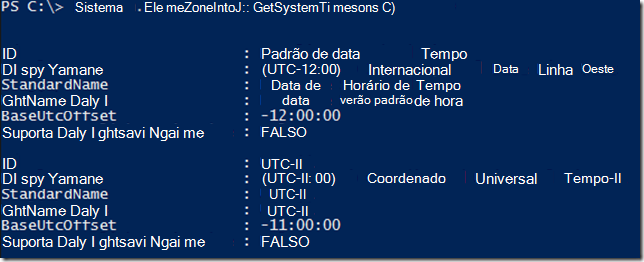 PS C:\> Sistema .Ele meZoneIntoJ:: GetSystemTi mesons C)
ID : Padrão de data Tempo
DI spy Yamane : (UTC-12:00) Internacional Data Linha Oeste
StandardName : Data de Horário de Tempo
GhtName Daly I : data verão padrão de hora
BaseUtcOffset : -12:00:00
Suporta Daly I ghtsavi Ngai me : FALSO
ID : UTC-II
DI spy Yamane : (UTC-II: 00) Coordenado Universal Tempo-II
StandardName : UTC-II
GhtName Daly I : UTC-II
BaseUtcOffset : -11:00:00
Suporta Daly I ghtsavi Ngai me : FALSO